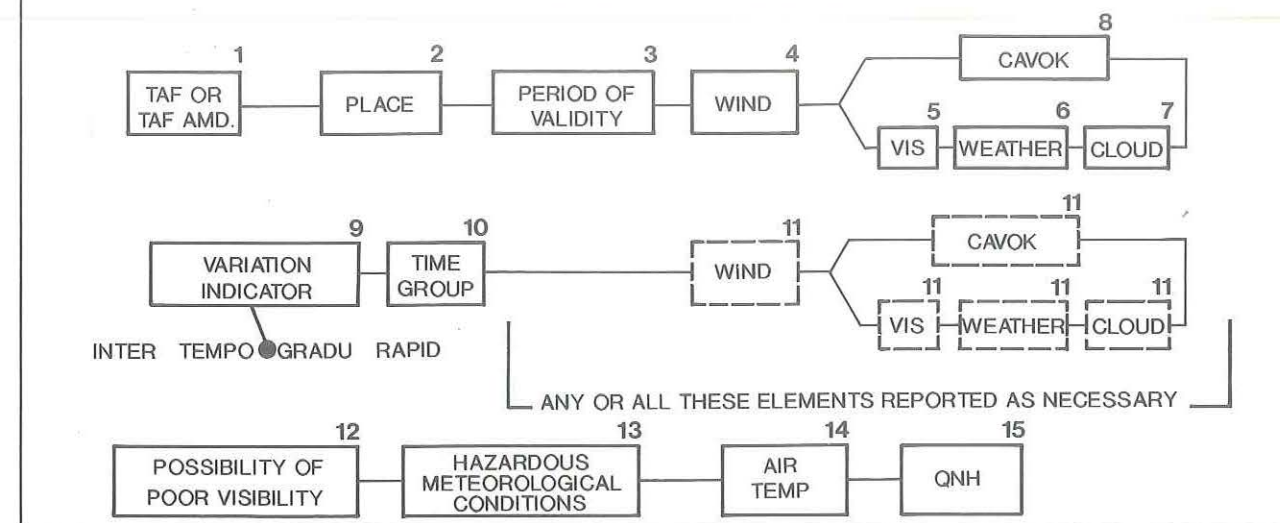 1 2 3 4 8
TAF OR
TAF AMD.
PLACE
PERIOD OF
VALIDITY
WIND
CAVOK
5 6 7
VIS WEATHER CLOUD
9 10 11 11
VARIATION
INDICATOR
TIME
GROUP
WIND
CAVOK
11 11 11
VIS WEATHER CLOUD
INTER TEMPO GRADU RAPID
ANY OR ALL THESE ELEMENTS REPORTED AS NECESSARY
12 13 14 15
POSSIBILITY OF
POOR VISIBILITY
HAZARDOUS
METEOROLOGICAL
CONDITIONS
AIR
TEMP
QNH